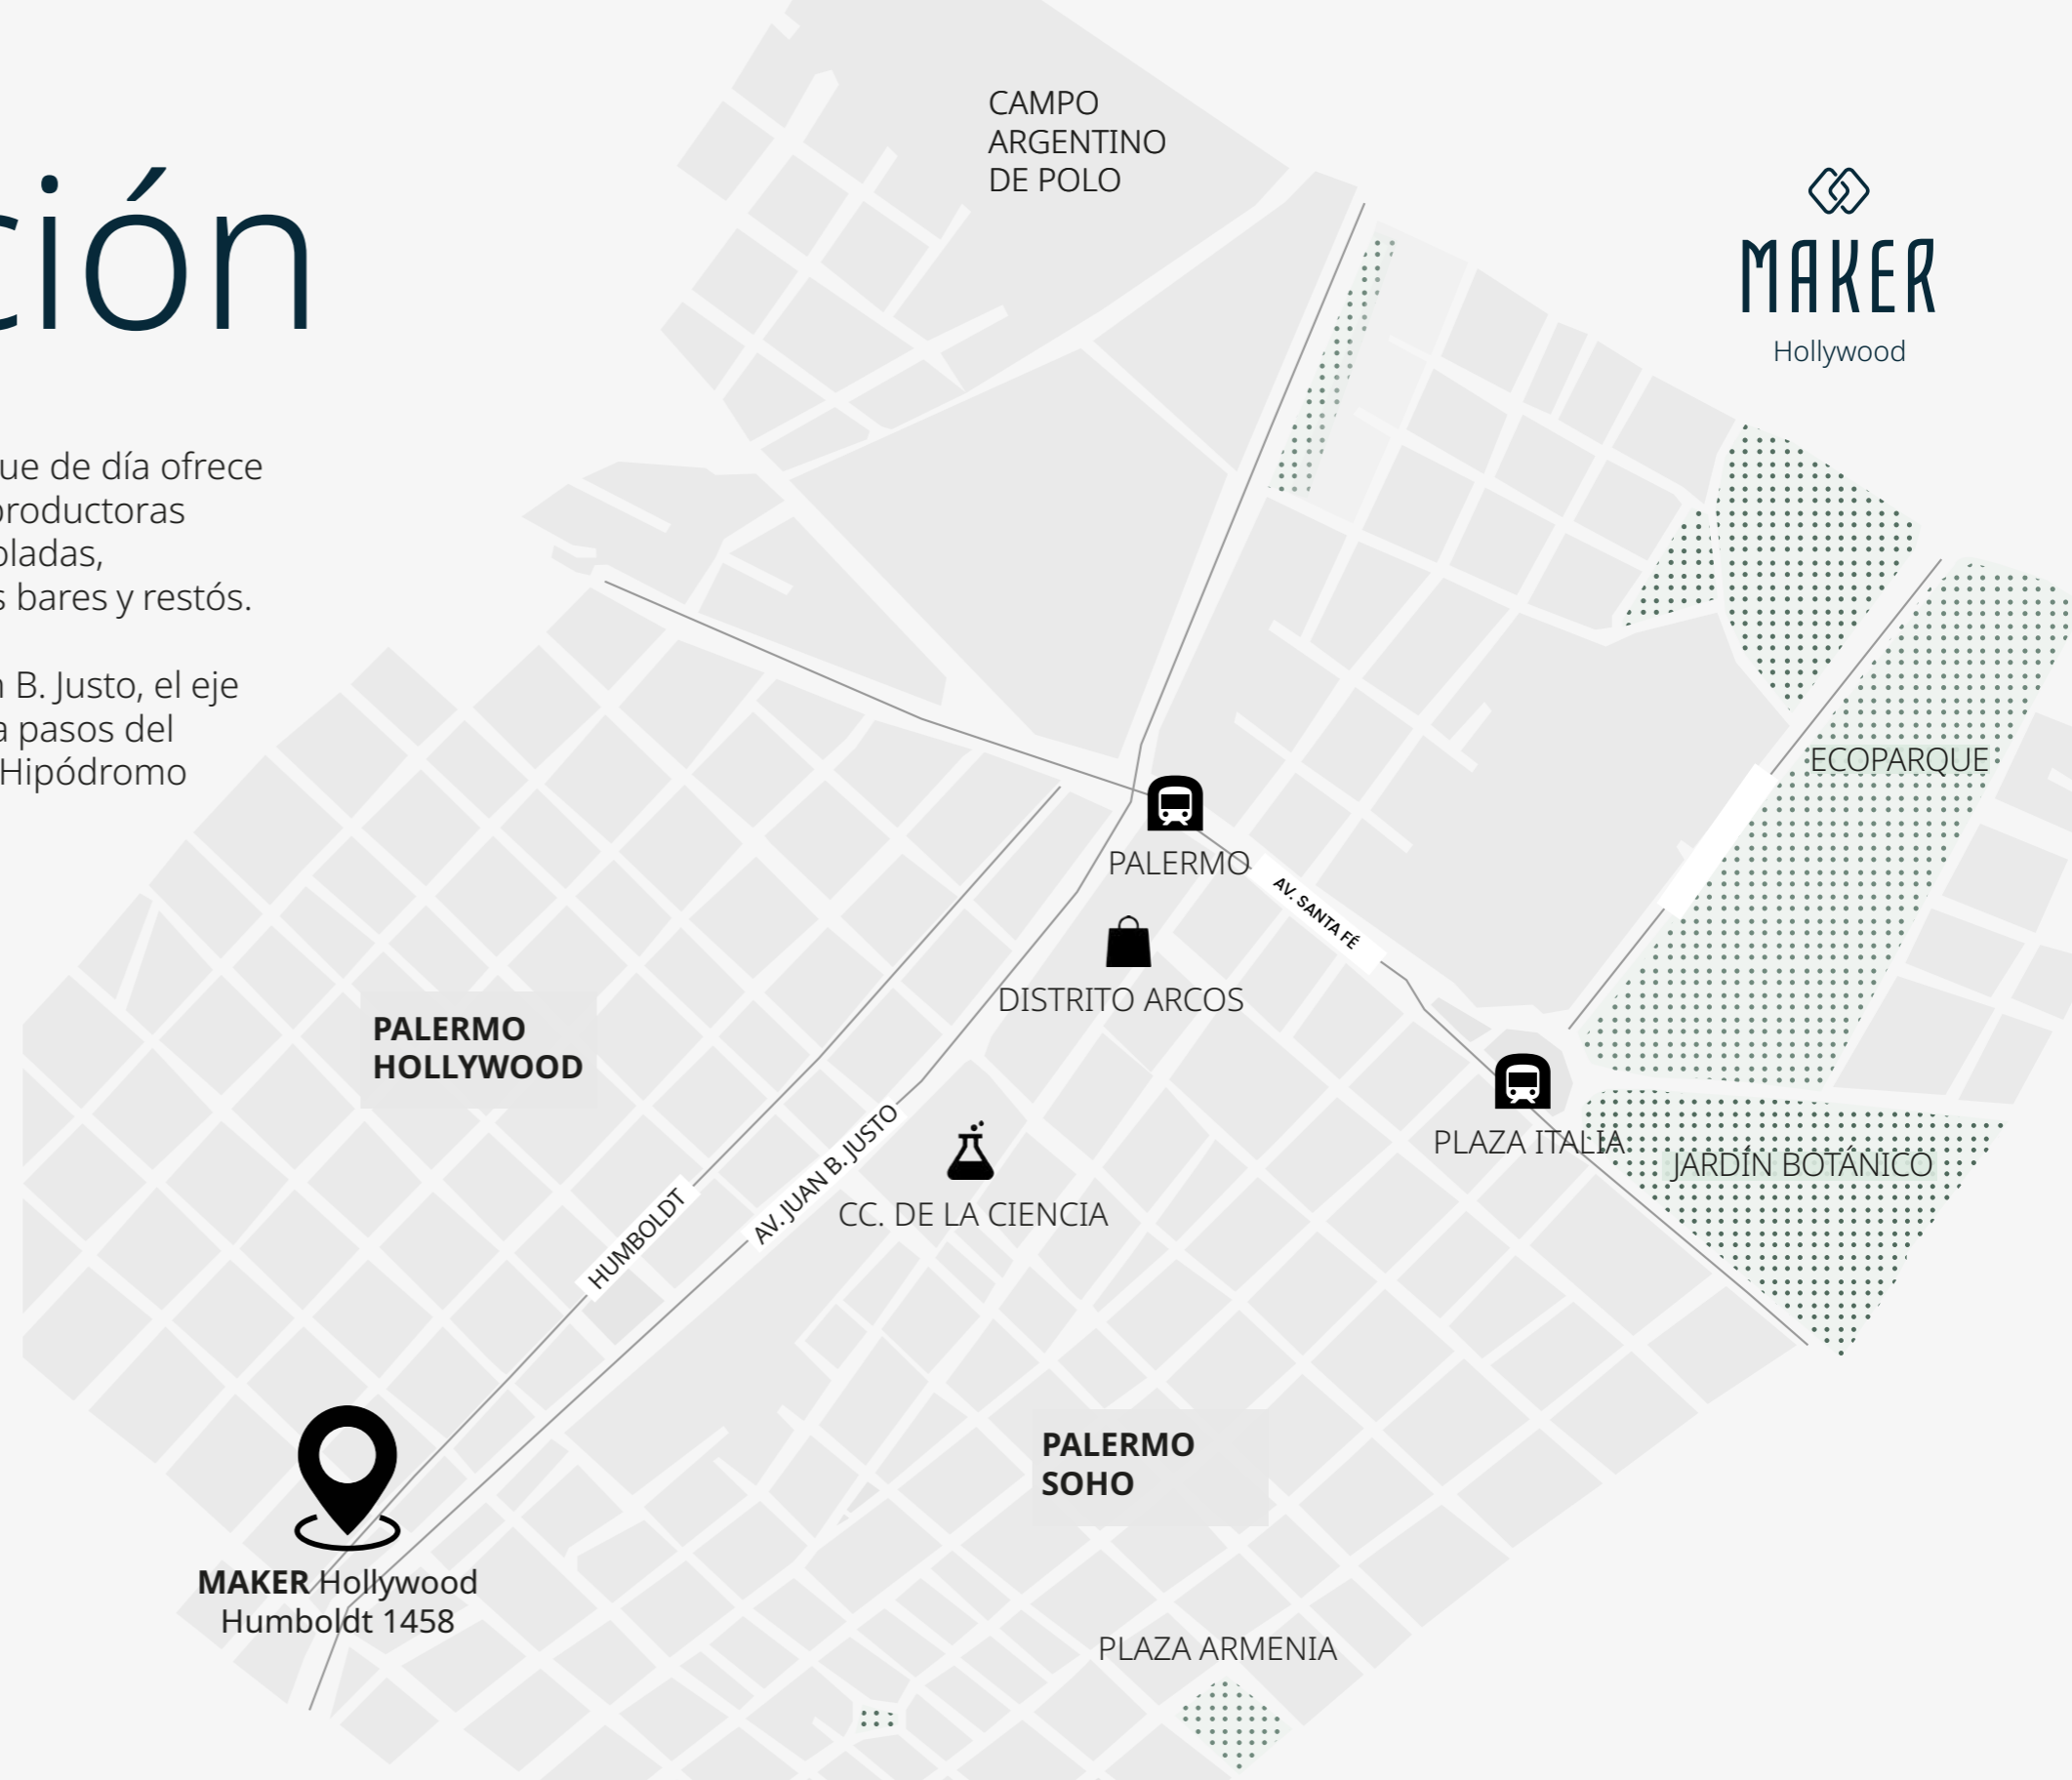 ción
ue de día ofrece
productoras
oladas,
s bares y restós.
n B. Justo, el eje
a pasos del
Hipódromo
CAMPO
ARGENTINO
DE POLO
MAKER
Hollywood
ECOPARQUE
PALERMO
AV. SANTA FÉ
DISTRITO ARCOS
PALERMO
HOLLYWOOD
PLAZA ITALIA
JARDÍN BOTÁNICO
CC. DE LA CIENCIA
AV. JUAN B. JUSTO
HUMBOLDT
PALERMO
SOHO
MAKER Hollywood
Humboldt 1458
PLAZA ARMENIA